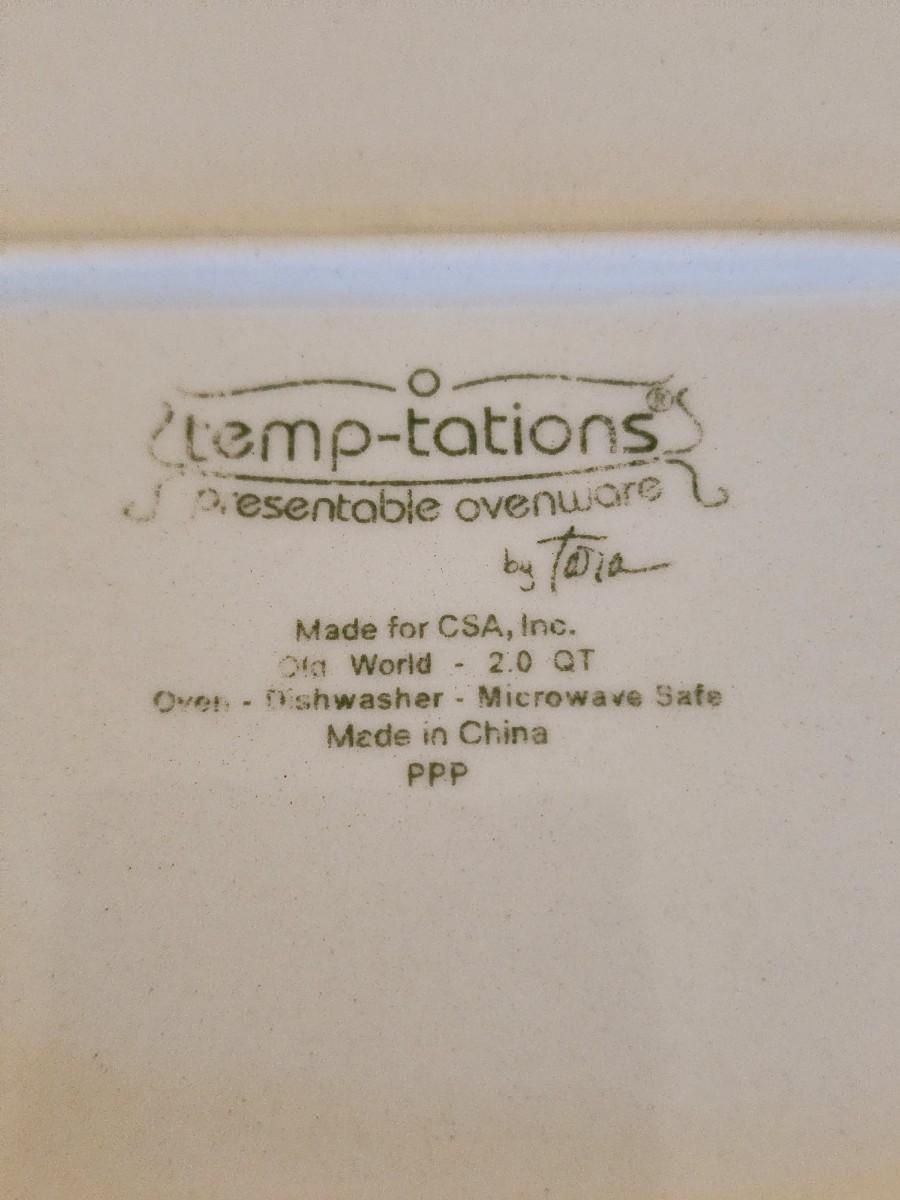 temp-tations®
presentable ovenware
by Tara
Made for CSA, Inc.
Old World - 2.0 QT
Oven - Dishwasher - Microwave Safe
Made in China
PPP